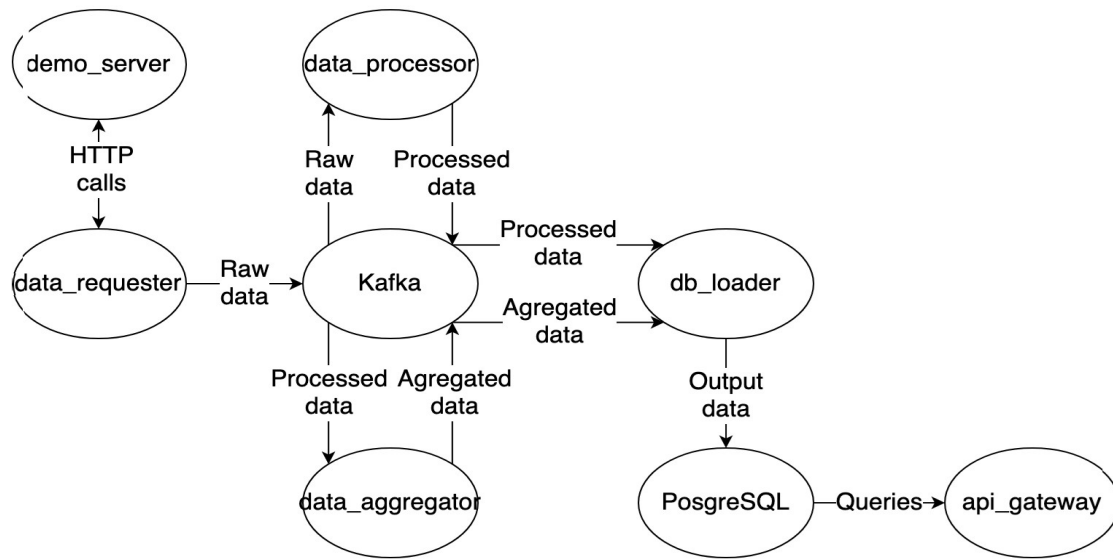 demo_server
data_processor
HTTP
calls
Raw
data
Processed
data
data_requester
Raw
data
Kafka
Processed
data
Agregated
data
db_loader
Processed
data
Agregated
data
Output
data
data_aggregator
PosgreSQL
Queries
api_gateway